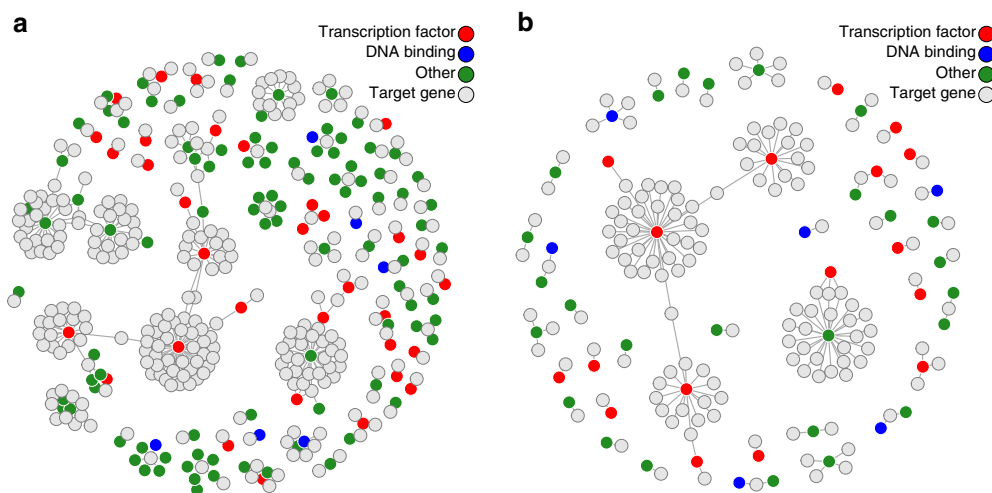 a
Transcription factor
DNA binding
Other
Target gene
b
Transcription factor
DNA binding
Other
Target gene